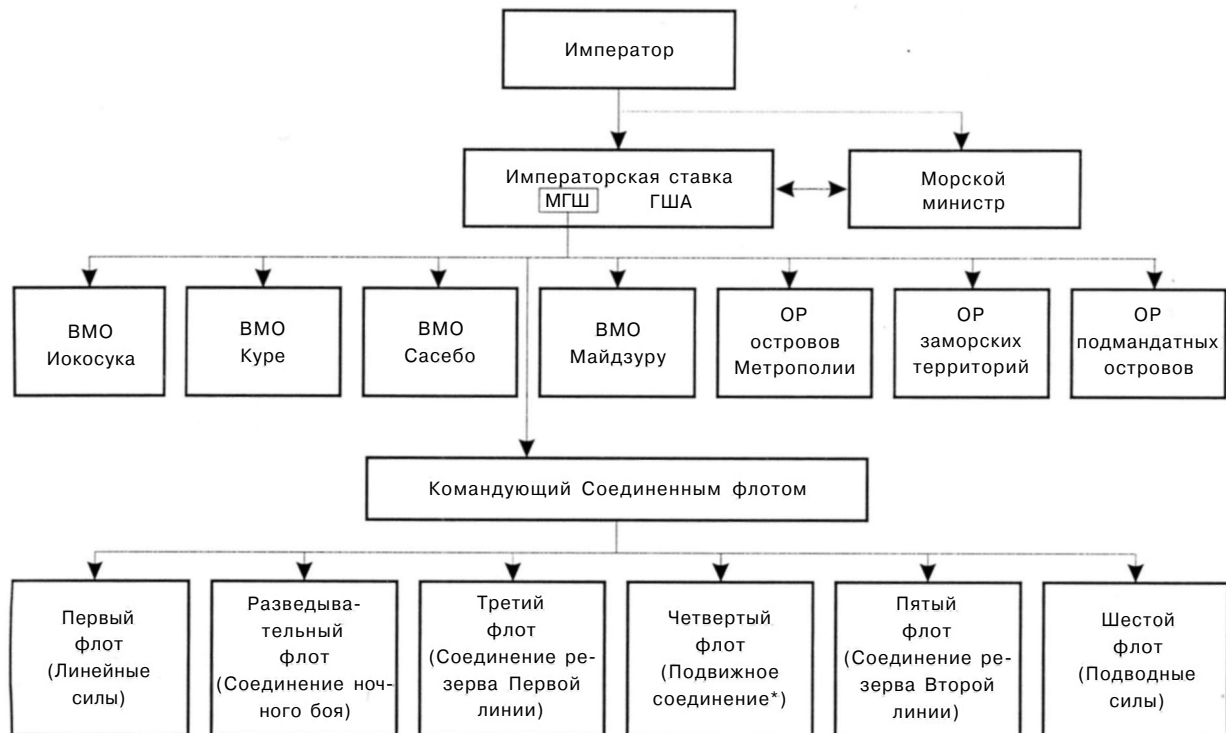 Император
Императорская ставка
МГШ ГША
Морской
министр
ВМО
Иокосука
ВМО
Куре
ВМО
Сасебо
ВМО
Майдзуру
ОР
островов
Метрополии
ОР
заморских
территорий
ОР
подмандатных
островов
Командующий Соединенным флотом
Первый
флот
(Линейные
силы)
Разведыва-
тельный
флот
(Соединение ноч-
ного боя)
Третий
флот
(Соединение ре-
зерва Первой
линии)
Четвертый
флот
(Подвижное
соединение*)
Пятый
флот
(Соединение ре-
зерва Второй
линии)
Шестой
флот
(Подводные
силы)